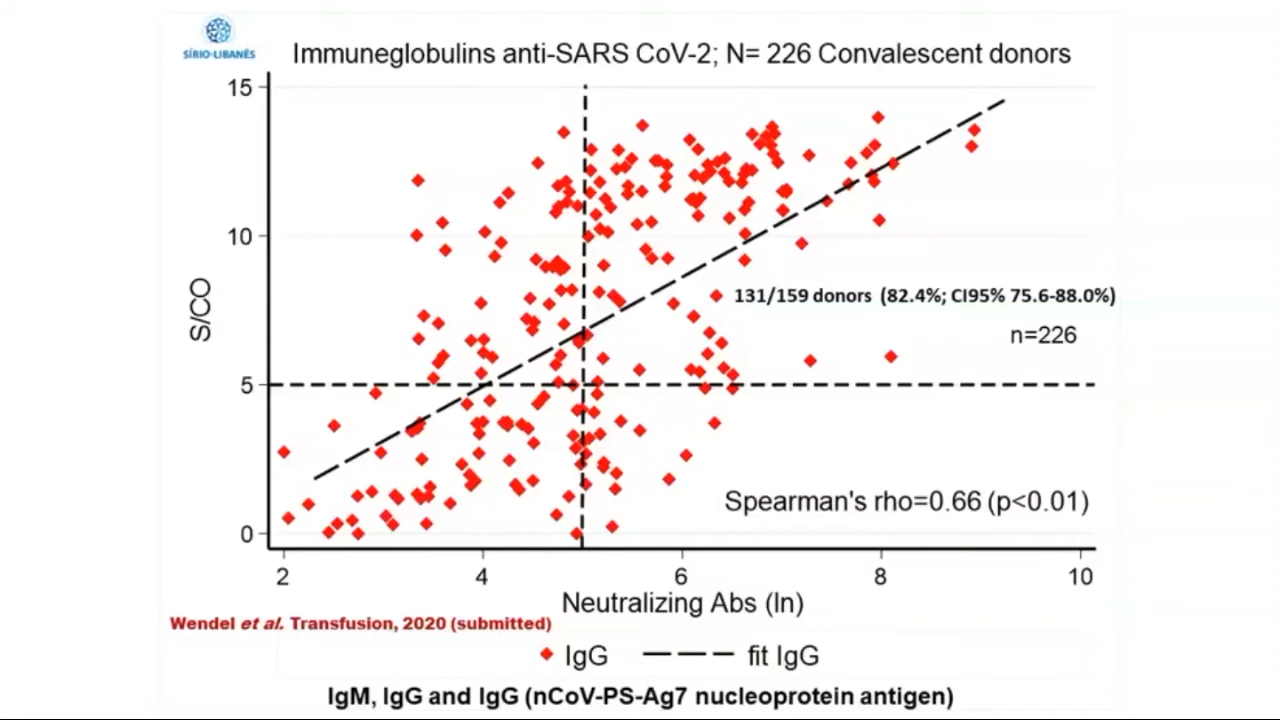 SÍRIO-LIBANÊS
Immuneglobulins anti-SARS CoV-2; N= 226 Convalescent donors
15
10
5
0
S/CO
131/159 donors (82.4%; CI95% 75.6-88.0%)
n=226
Spearman's rho=0.66 (p<0.01)
2 4 6 8 10
Neutralizing Abs (ln)
Wendel et al. Transfusion, 2020 (submitted)
IgG fit IgG
IgM, IgG and IgG (nCoV-PS-Ag7 nucleoprotein antigen)